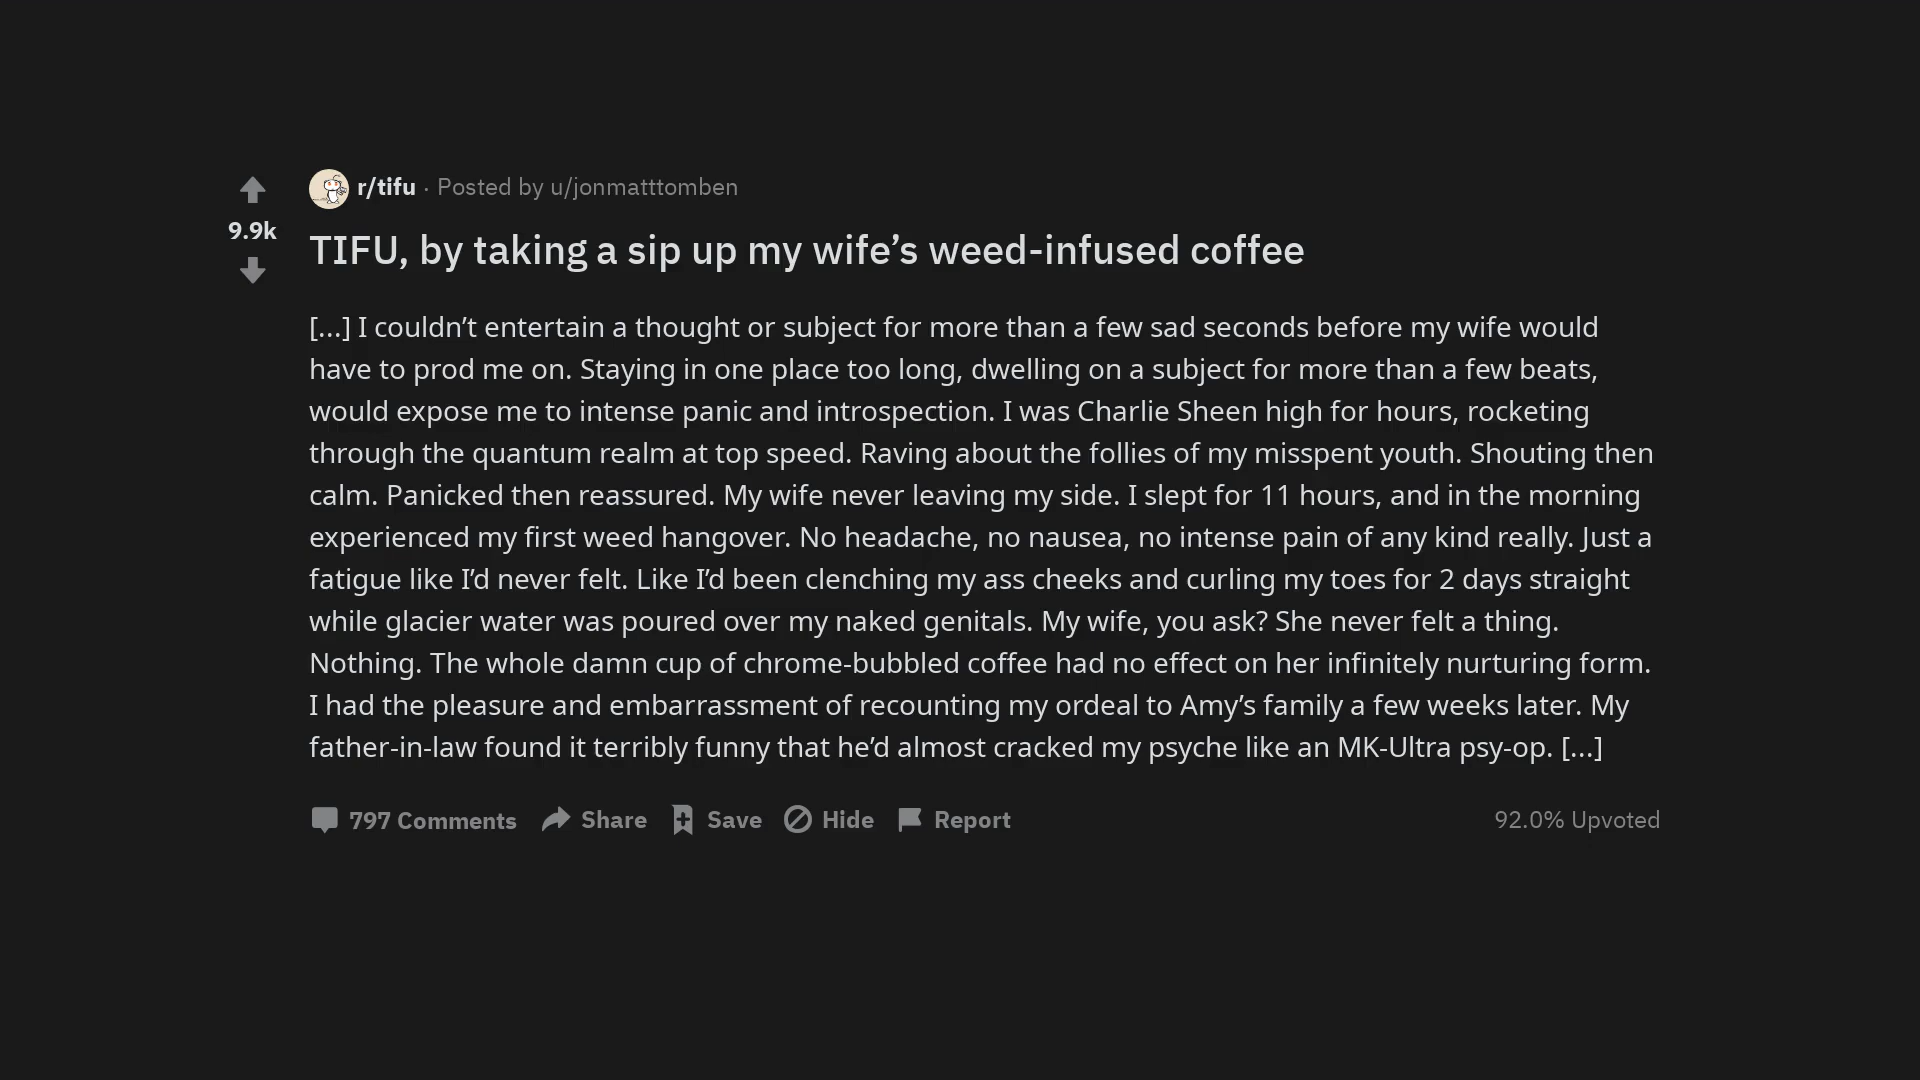 r/tifu · Posted by u/jonmatttomben
9.9k
TIFU, by taking a sip up my wife’s weed-infused coffee
[...] I couldn’t entertain a thought or subject for more than a few sad seconds before my wife would
have to prod me on. Staying in one place too long, dwelling on a subject for more than a few beats,
would expose me to intense panic and introspection. I was Charlie Sheen high for hours, rocketing
through the quantum realm at top speed. Raving about the follies of my misspent youth. Shouting then
calm. Panicked then reassured. My wife never leaving my side. I slept for 11 hours, and in the morning
experienced my first weed hangover. No headache, no nausea, no intense pain of any kind really. Just a
fatigue like I’d never felt. Like I’d been clenching my ass cheeks and curling my toes for 2 days straight
while glacier water was poured over my naked genitals. My wife, you ask? She never felt a thing.
Nothing. The whole damn cup of chrome-bubbled coffee had no effect on her infinitely nurturing form.
I had the pleasure and embarrassment of recounting my ordeal to Amy’s family a few weeks later. My
father-in-law found it terribly funny that he’d almost cracked my psyche like an MK-Ultra psy-op. [...]
797 Comments Share Save Hide Report 92.0% Upvoted